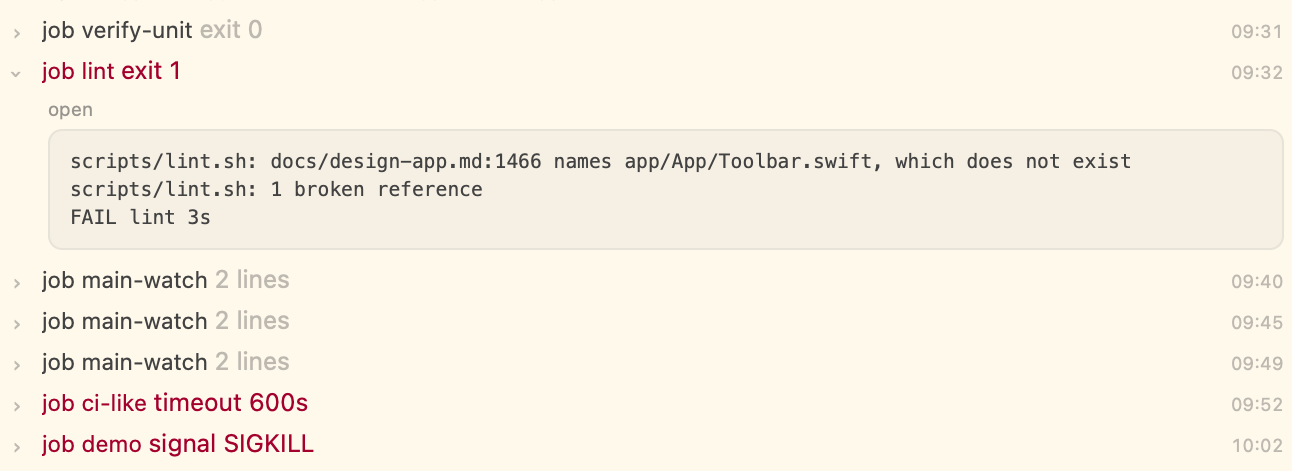 job verify-unit exit 0 09:31
job lint exit 1 09:32
open
scripts/lint.sh: docs/design-app.md:1466 names app/App/Toolbar.swift, which does not exist
scripts/lint.sh: 1 broken reference
FAIL lint 3s
job main-watch 2 lines 09:40
job main-watch 2 lines 09:45
job main-watch 2 lines 09:49
job ci-like timeout 600s 09:52
job demo signal SIGKILL 10:02